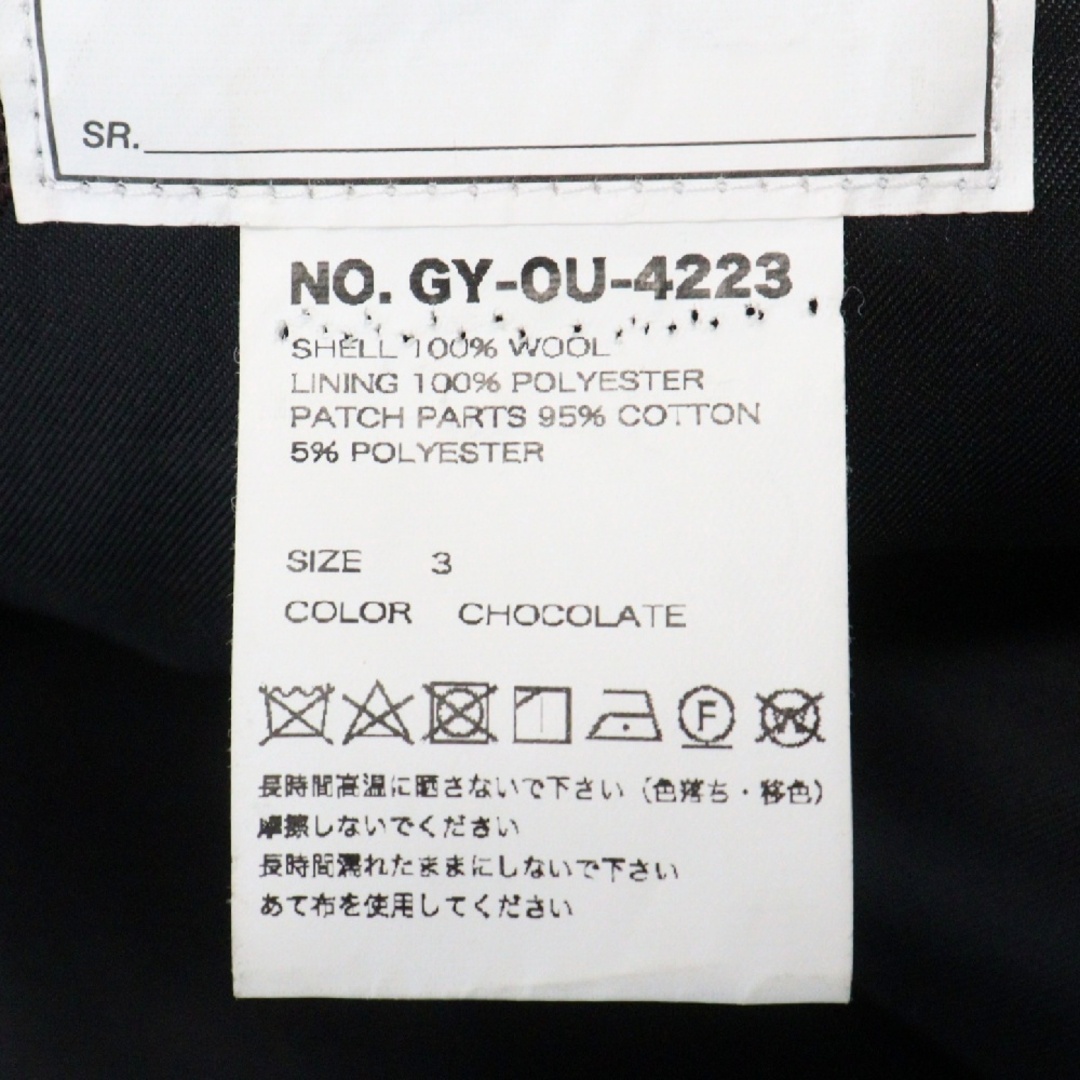 SR.
NO. GY-OU-4223
SHELL 100% WOOL
LINING 100% POLYESTER
PATCH PARTS 95% COTTON
5% POLYESTER
SIZE 3
COLOR CHOCOLATE
F W
長時間高温に晒さないで下さい（色落ち・移色）
摩擦しないでください
長時間濡れたままにしないで下さい
あて布を使用してください